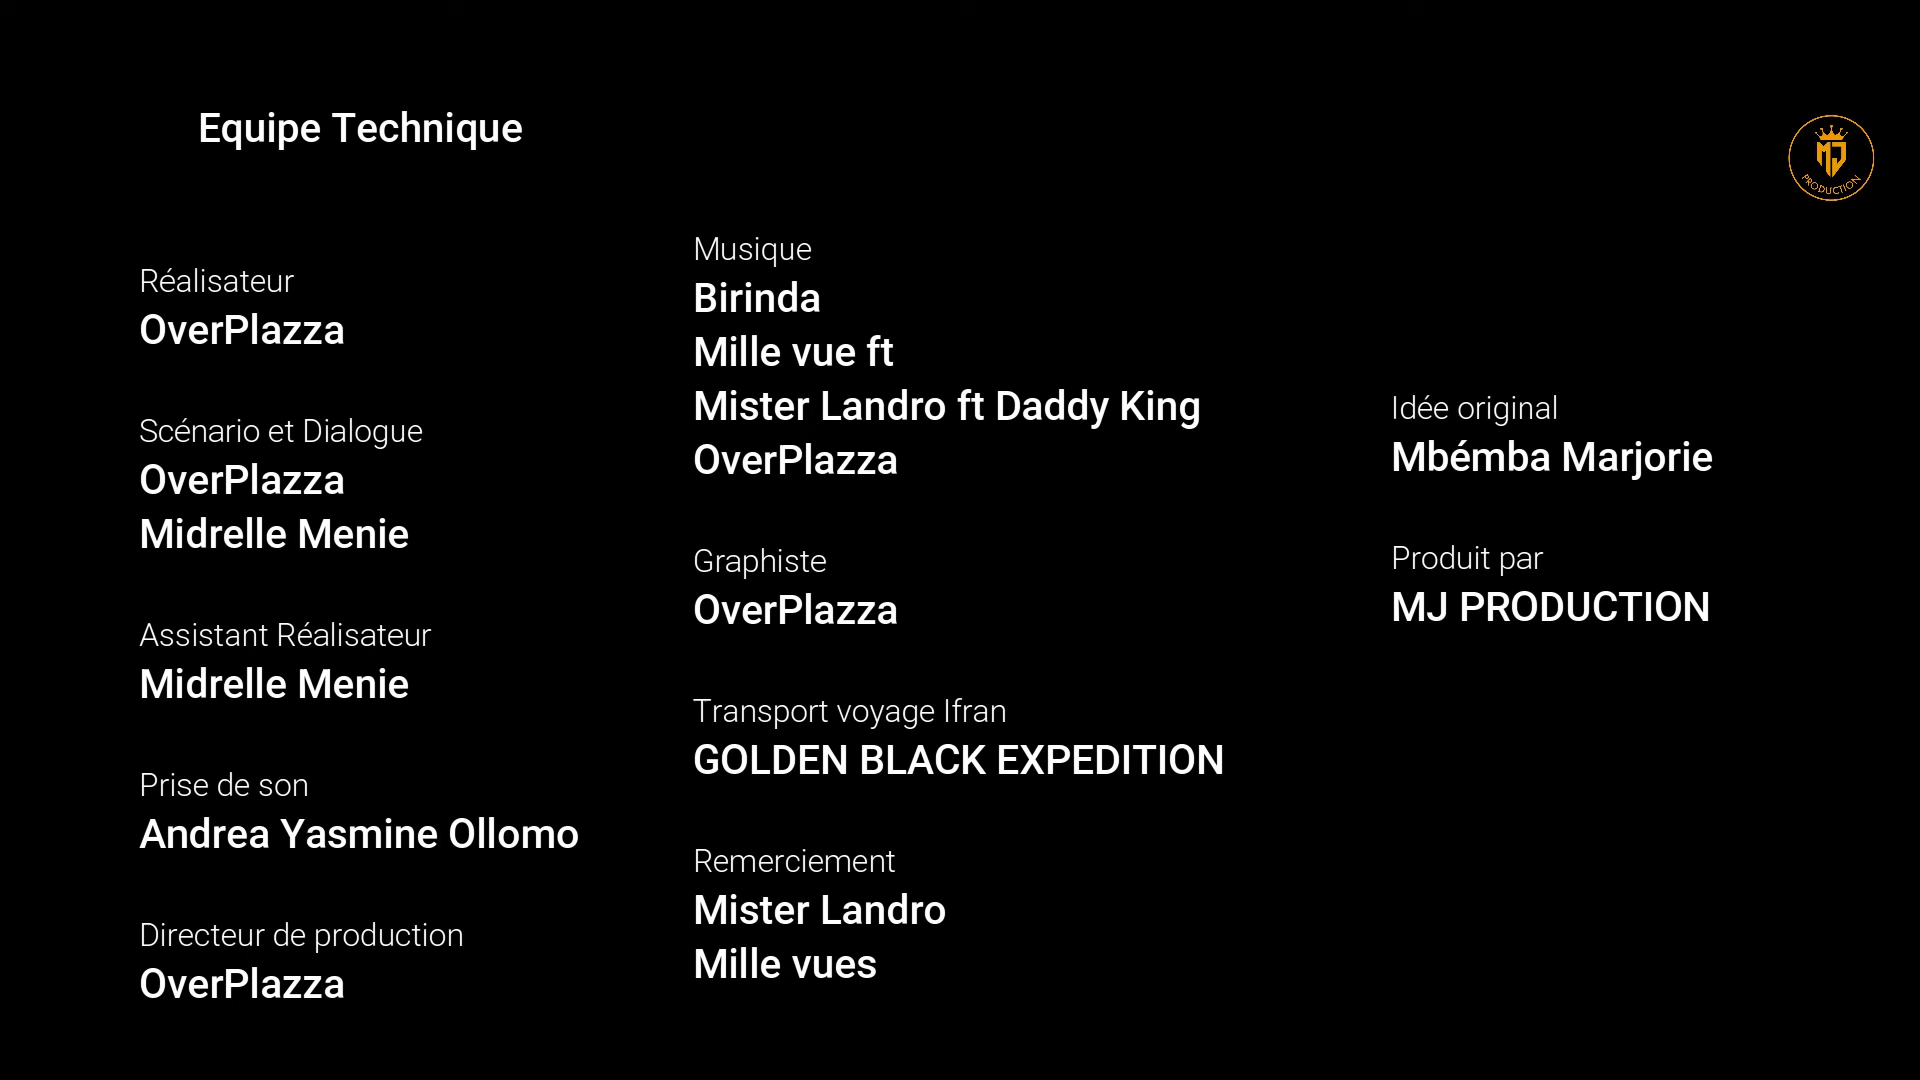 Equipe Technique
Réalisateur
OverPlazza
Scénario et Dialogue
OverPlazza
Midrelle Menie
Assistant Réalisateur
Midrelle Menie
Prise de son
Andrea Yasmine Ollomo
Directeur de production
OverPlazza
Musique
Birinda
Mille vue ft
Mister Landro ft Daddy King
OverPlazza
Graphiste
OverPlazza
Transport voyage Ifran
GOLDEN BLACK EXPEDITION
Remerciement
Mister Landro
Mille vues
MJ
PRODUCTION
Idée original
Mbémba Marjorie
Produit par
MJ PRODUCTION